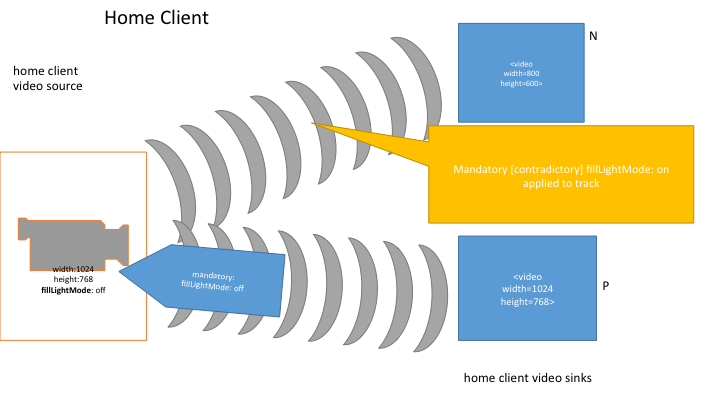 Home Client
N
<video
width=800
height=600>
home client
video source
Mandatory [contradictory] fillLightMode: on
applied to track
width:1024
height:768
fillLightMode: off
mandatory:
fillLightMode: off
<video
width=1024
height=768>
P
home client video sinks